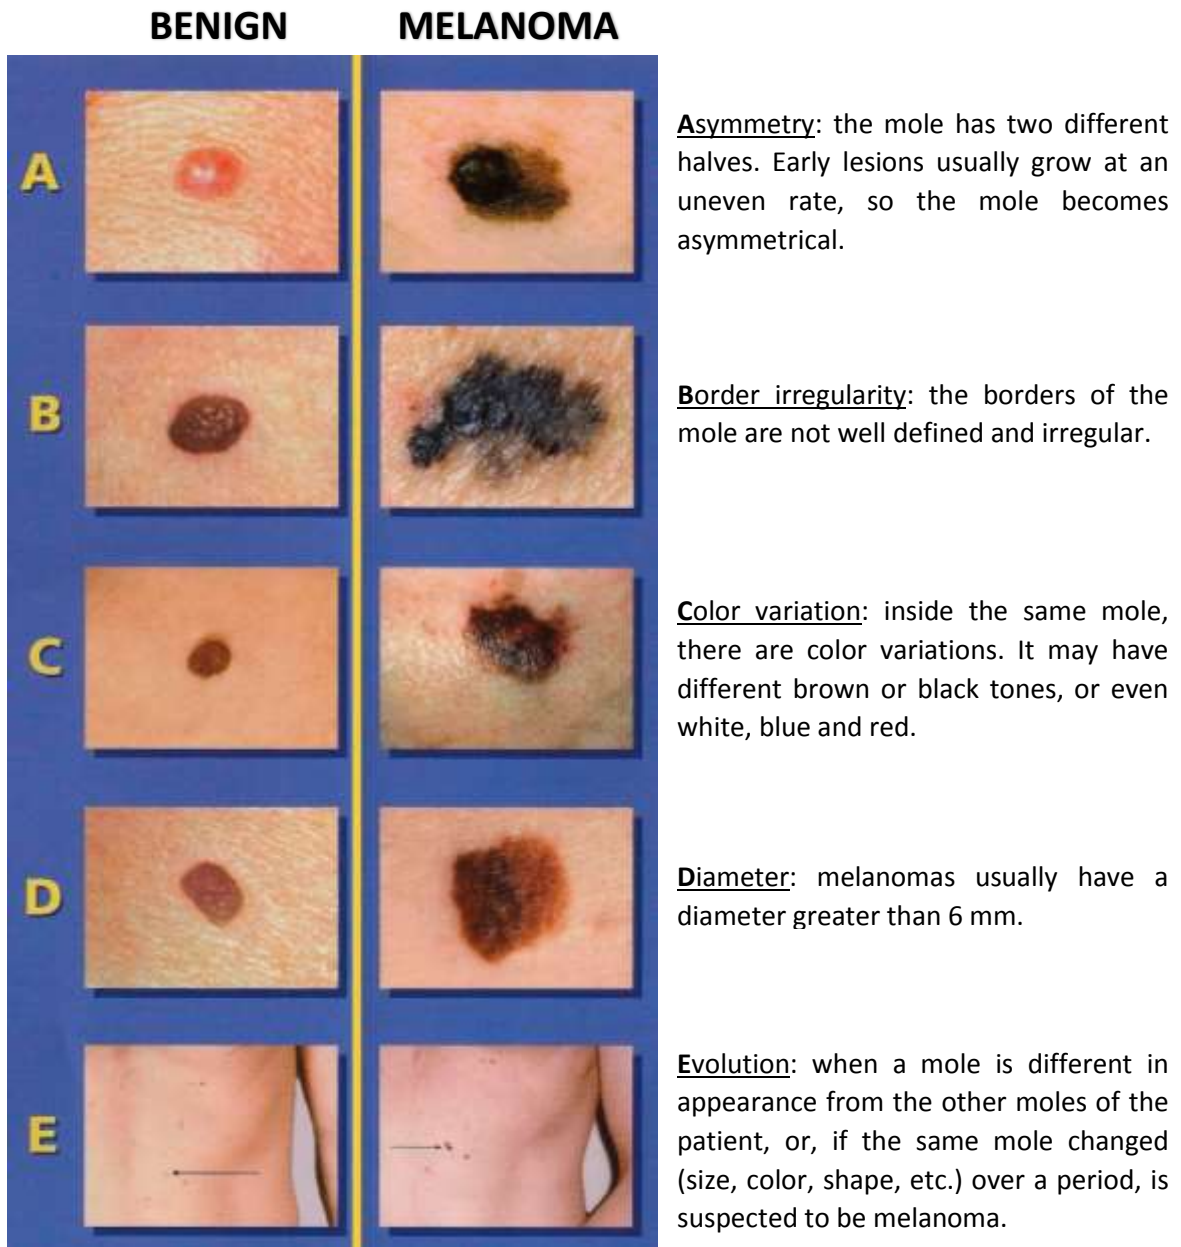 BENIGN MELANOMA
A
Asymmetry: the mole has two different
halves. Early lesions usually grow at an
uneven rate, so the mole becomes
asymmetrical.
B
Border irregularity: the borders of the
mole are not well defined and irregular.
C
Color variation: inside the same mole,
there are color variations. It may have
different brown or black tones, or even
white, blue and red.
D
Diameter: melanomas usually have a
diameter greater than 6 mm.
E
Evolution: when a mole is different in
appearance from the other moles of the
patient, or, if the same mole changed
(size, color, shape, etc.) over a period, is
suspected to be melanoma.